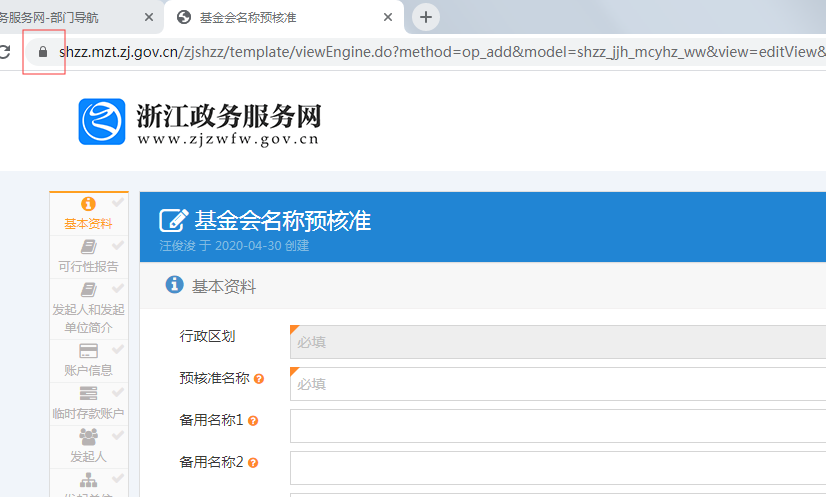 务服务网-部门导航
基金会名称预核准
shzz.mzt.zj.gov.cn/zjshzz/template/viewEngine.do?method=op_add&model=shzz_jjh_mcyhz_ww&view=editView&
浙江政务服务网
www.zjzwfw.gov.cn
基本资料
可行性报告
发起人和发起
单位简介
账户信息
临时存款账户
发起人
基金会名称预核准
汪俊浚 于 2020-04-30 创建
基本资料
行政区划
必填
预核准名称
必填
备用名称1
备用名称2